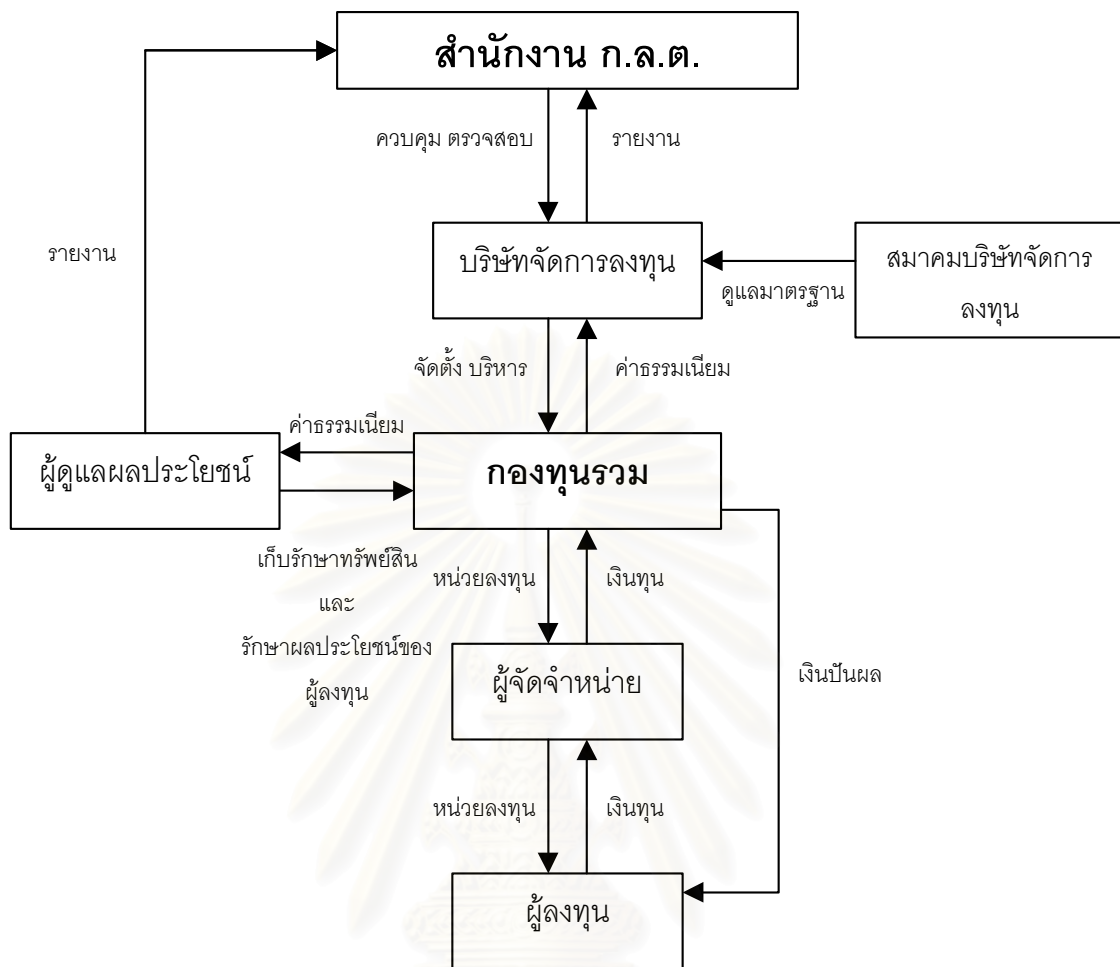 สำนักงาน ก.ล.ต.
ควบคุม ตรวจสอบ
รายงาน
รายงาน
บริษัทจัดการลงทุน
สมาคมบริษัทจัดการ
ลงทุน
ดูแลมาตรฐาน
จัดตั้ง บริหาร
ค่าธรรมเนียม
ค่าธรรมเนียม
ผู้ดูแลผลประโยชน์
กองทุนรวม
เก็บรักษาทรัพย์สิน
และ
รักษาผลประโยชน์ของ
ผู้ลงทุน
หน่วยลงทุน
เงินทุน
ผู้จัดจำหน่าย
เงินปันผล
หน่วยลงทุน
เงินทุน
ผู้ลงทุน